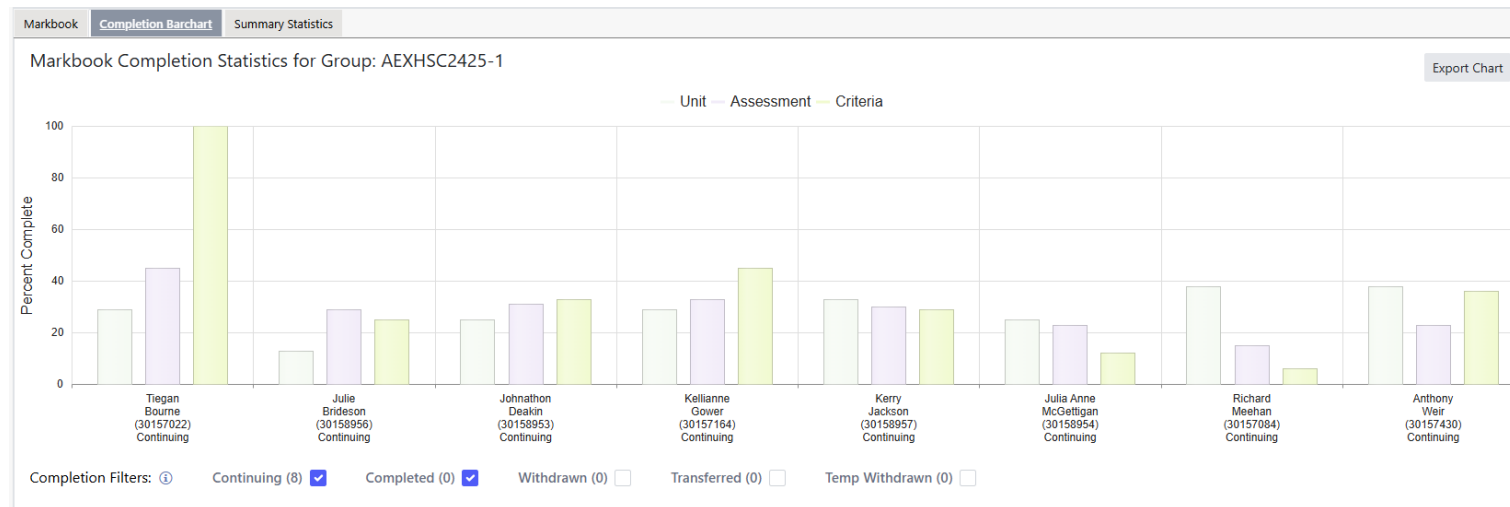 Markbook Completion Barchart Summary Statistics
Markbook Completion Statistics for Group: AEXHSC2425-1
Export Chart
Unit Assessment Criteria
Percent Complete
100
80
60
40
20
0
Tiegan Bourne (30157022) Continuing
Julie Brideson (30158956) Continuing
Johnathon Deakin (30158953) Continuing
Kellianne Gower (30157164) Continuing
Kerry Jackson (30158957) Continuing
Julia Anne McGettigan (30158954) Continuing
Richard Meehan (30157084) Continuing
Anthony Weir (30157430) Continuing
Completion Filters: Continuing (8) Completed (0) Withdrawn (0) Transferred (0) Temp Withdrawn (0)